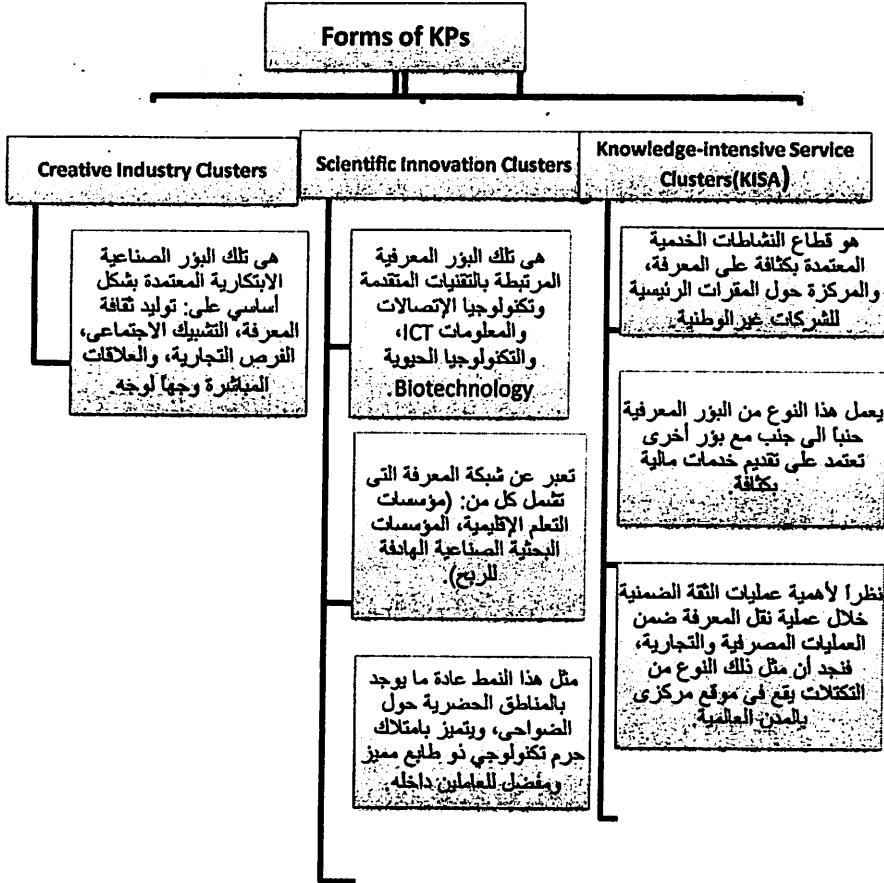 Forms of KPs
Creative Industry Clusters
هى تلك البؤر الصناعية
الابتكارية المعتمدة بشكل
أساسي على: توليد ثقافة
المعرفة، التشبيك الاجتماعى،
الفرص التجارية، والعلاقات
المباشرة وجهاً لوجه.
Scientific Innovation Clusters
هى تلك البؤر المعرفية
المرتبطة بالتقنيات المتقدمة
وتكنولوجيا الإتصالات
والمعلومات ICT،
والتكنولوجيا الحيوية
Biotechnology.
تعبر عن شبكة المعرفة التى
تشمل كل من: (مؤسسات
التعلم الإقليمية، المؤسسات
البحثية الصناعية الهادفة
للربح).
مثل هذا النمط عادة ما يوجد
بالمناطق الحضرية حول
الضواحى، ويتميز بامتلاك
حرم تكنولوجي ذو طابع مميز
ومفضل للعاملين داخله.
Knowledge-intensive Service
Clusters(KISA)
هو قطاع النشاطات الخدمية
المعتمدة بكثافة على المعرفة،
والمركزة حول المقرات الرئيسية
للشركات غير الوطنية.
يعمل هذا النوع من البؤر المعرفية
جنباً الى جنب مع بؤر أخرى
تعتمد على تقديم خدمات مالية
بكثافة.
نظراً لأهمية عمليات الثقة الضمنية
خلال عملية نقل المعرفة ضمن
العمليات المصرفية والتجارية،
فنجد أن مثل ذلك النوع من
التكتلات يقع فى موقع مركزى
بالمدن العالمية